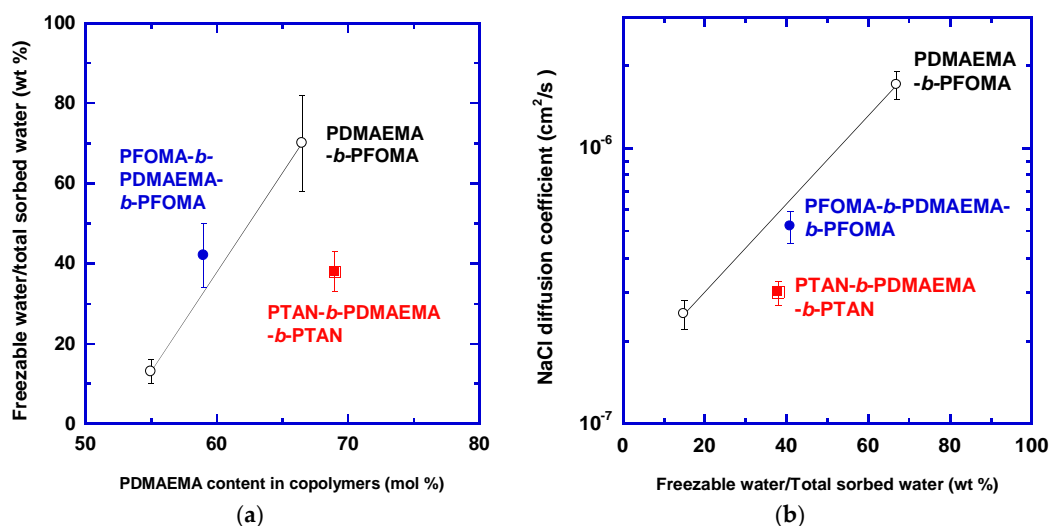 100
80
60
40
20
0
50
60
70
80
Freezable water/total sorbed water (wt %)
PDMAEMA content in copolymers (mol %)
PFOMA-b-
PDMAEMA-
b-PFOMA
PDMAEMA
-b-PFOMA
PTAN-b-PDMAEMA
-b-PTAN
(a)
NaCl diffusion coefficient (cm²/s)
10⁻⁶
10⁻⁷
0
20
40
60
80
100
Freezable water/Total sorbed water (wt %)
PDMAEMA
-b-PFOMA
PFOMA-b-PDMAEMA-
b-PFOMA
PTAN-b-PDMAEMA
-b-PTAN
(b)